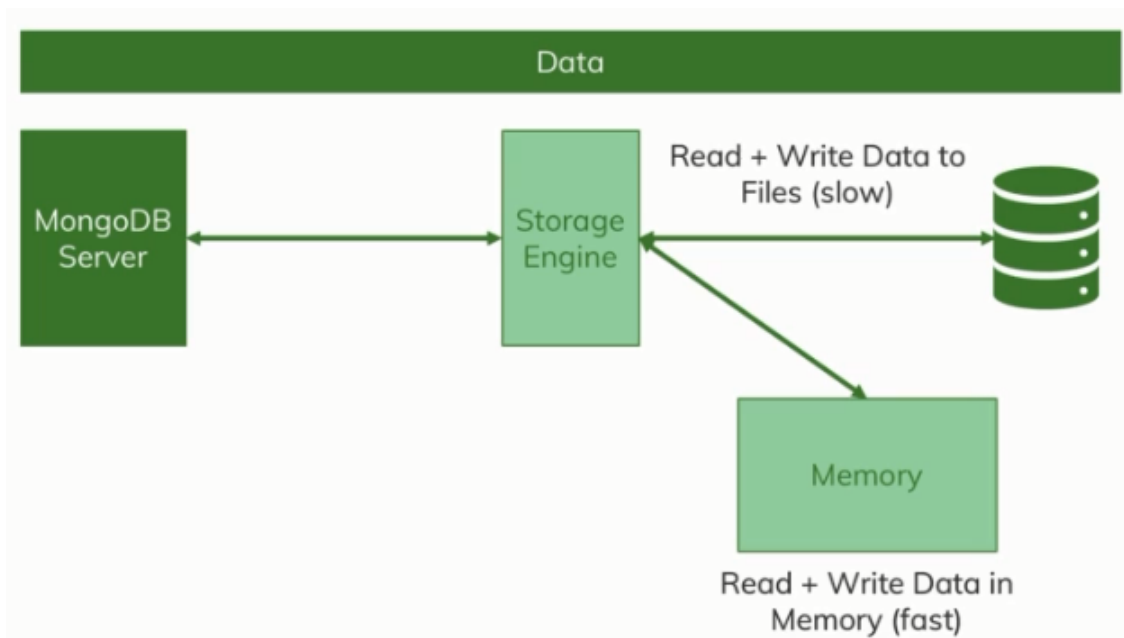 Data
MongoDB
Server
Storage
Engine
Read + Write Data to
Files (slow)
Memory
Read + Write Data in
Memory (fast)